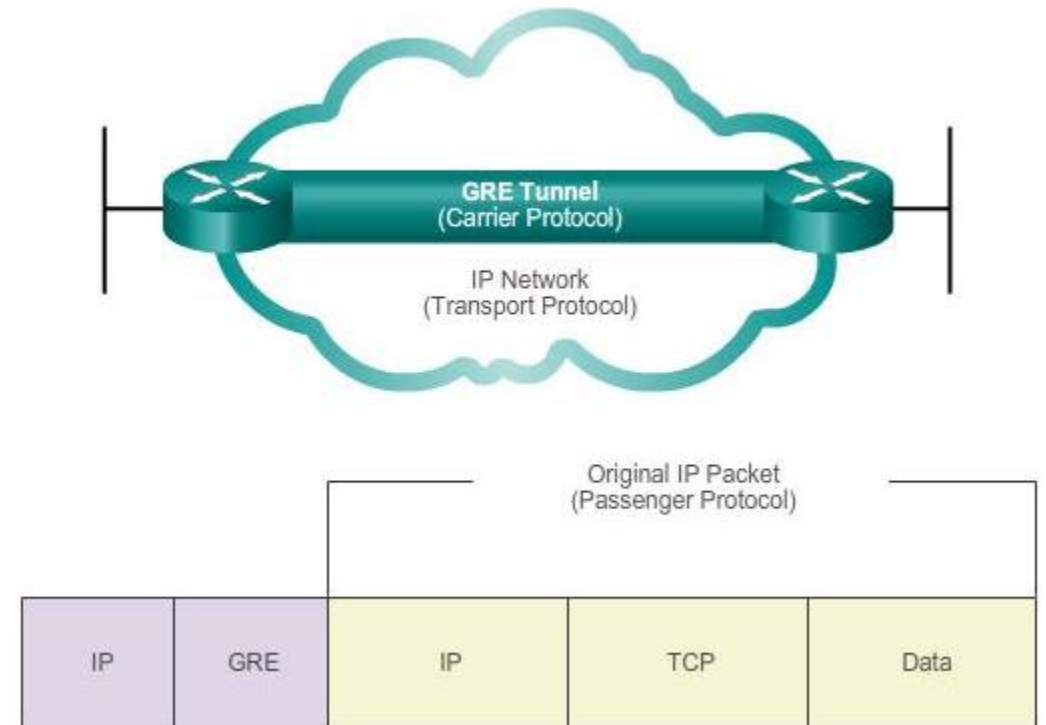 GRE Tunnel
(Carrier Protocol)
IP Network
(Transport Protocol)
Original IP Packet
(Passenger Protocol)
IP
GRE
IP
TCP
Data